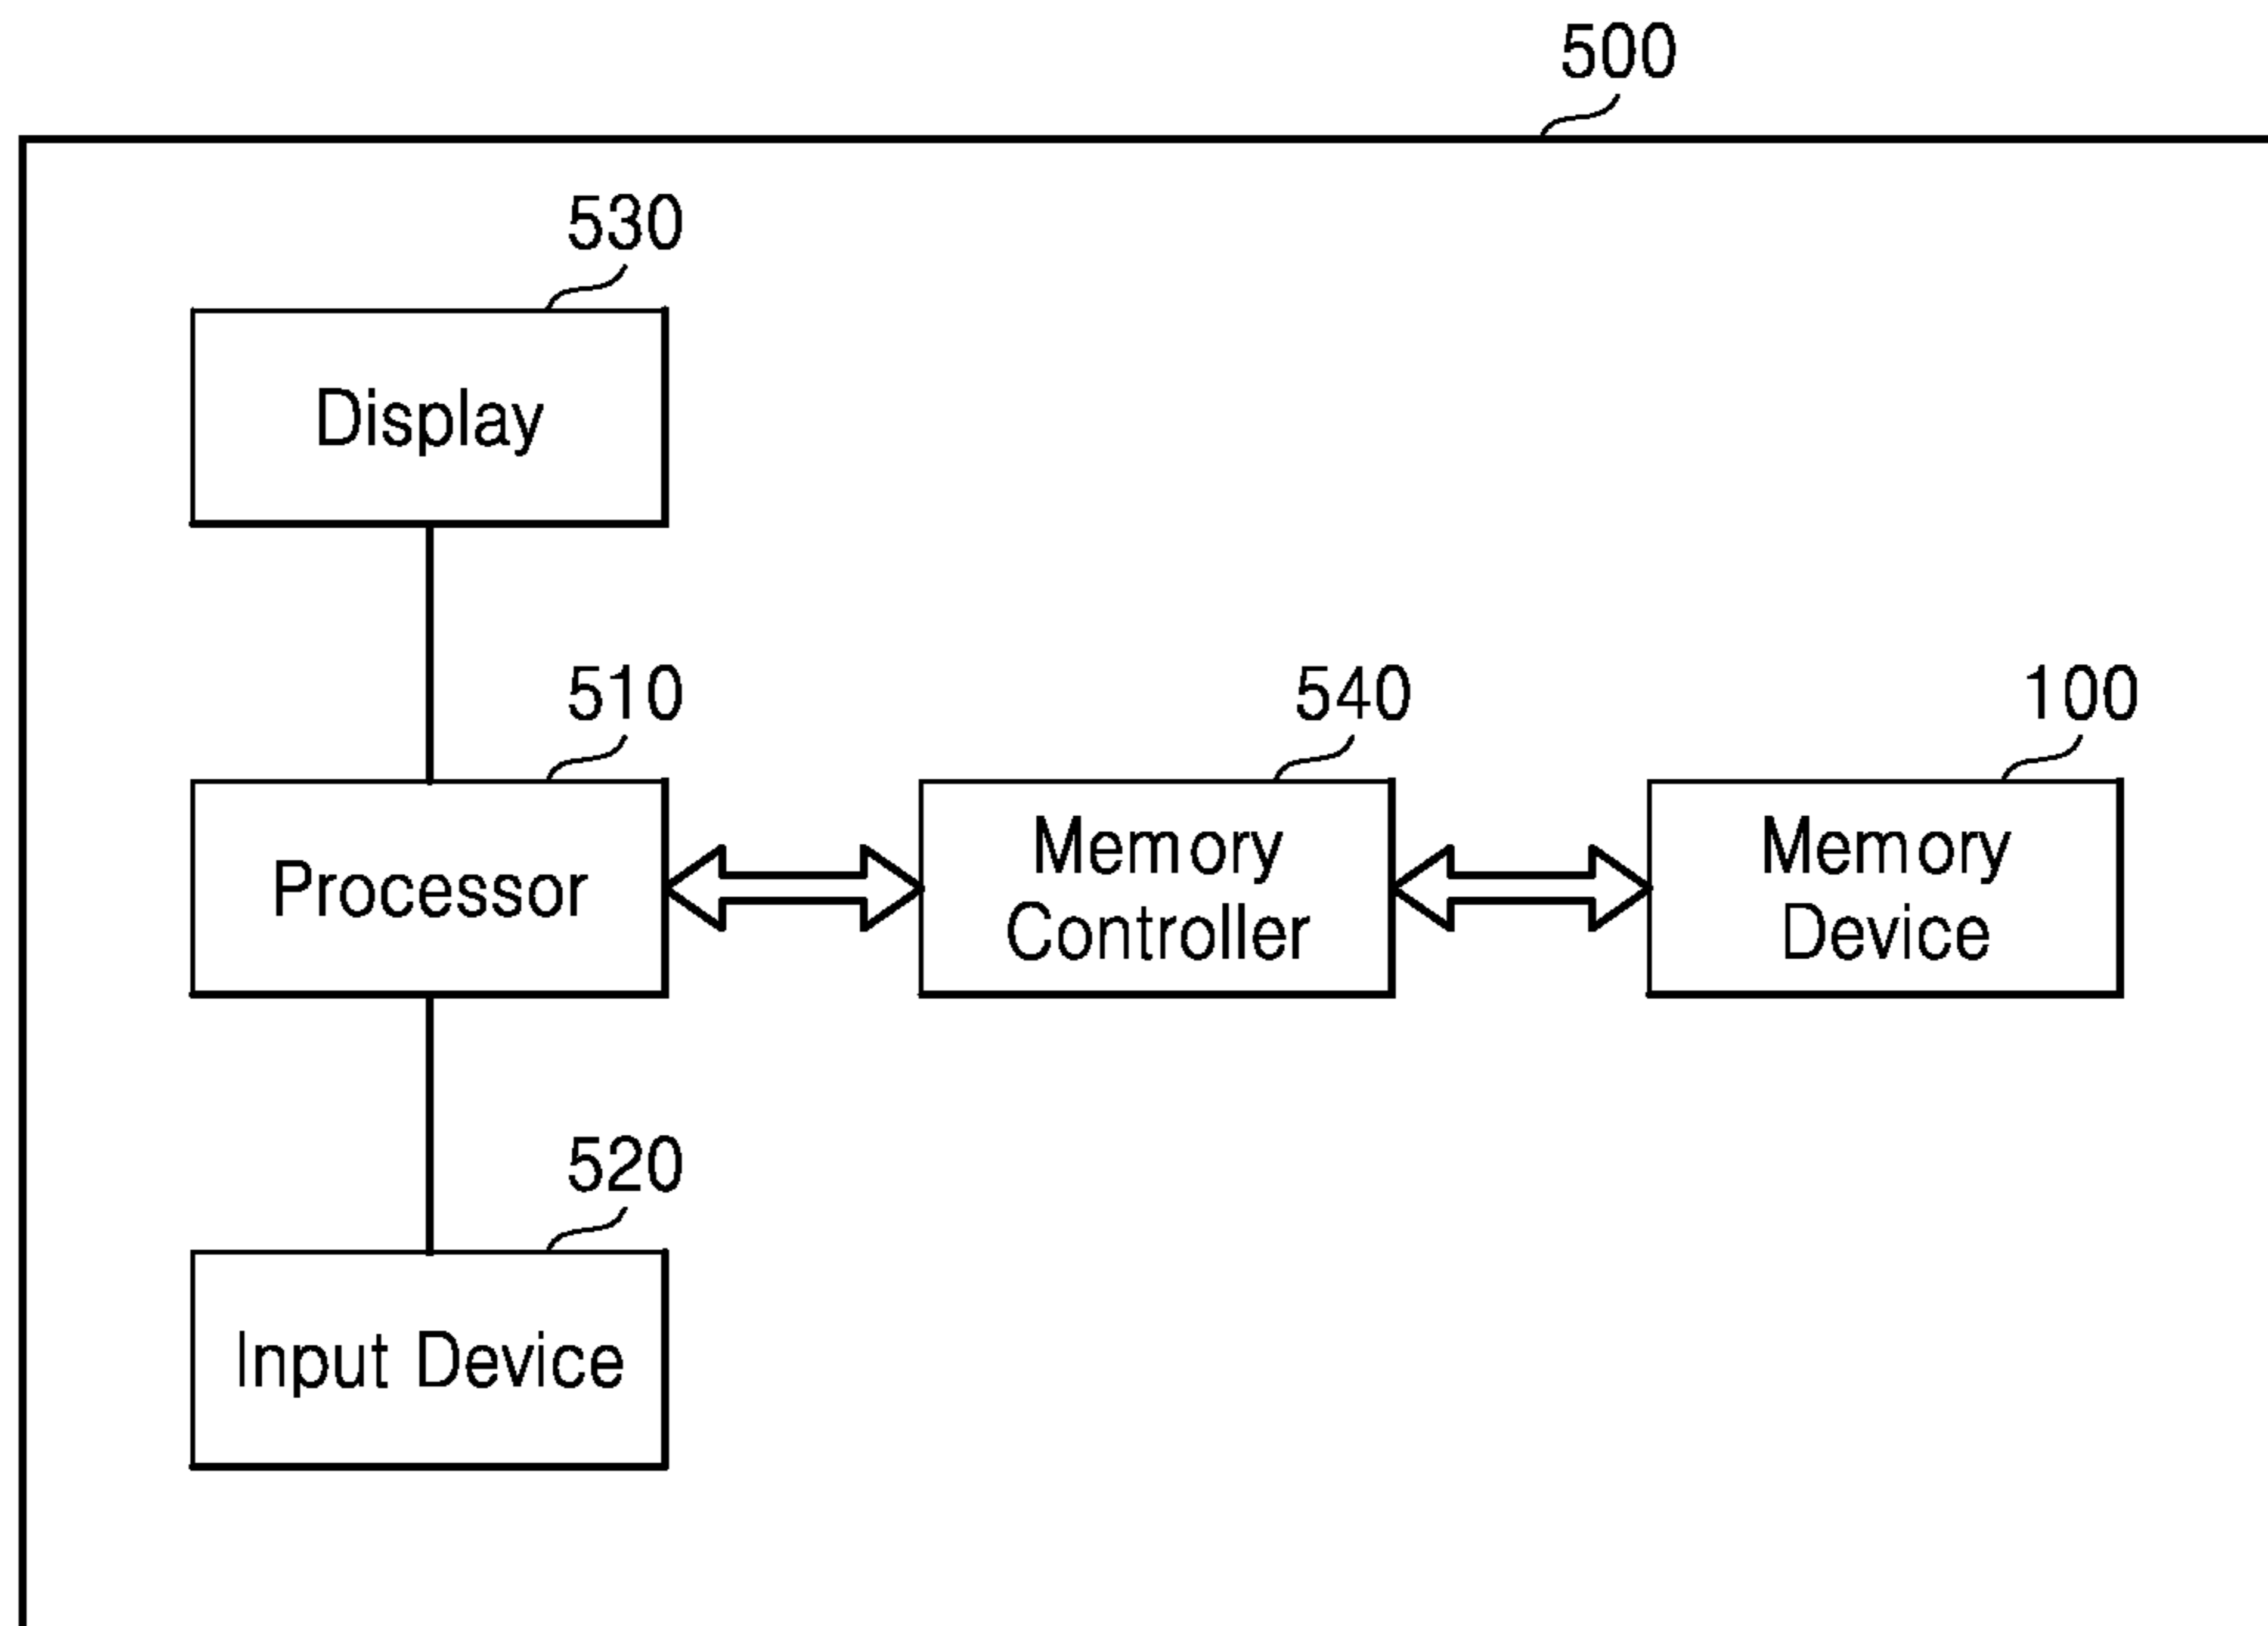 500
530
Display
510
540
100
Processor
Memory
Controller
Memory
Device
520
Input Device